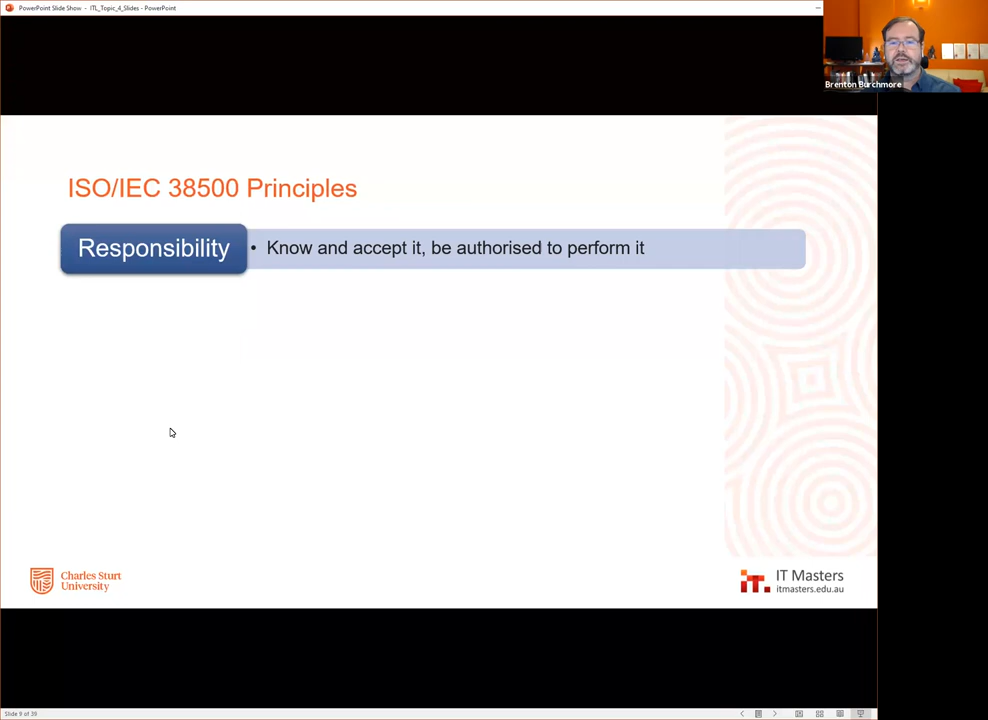 PowerPoint Slide Show - ITL_Topic_4_Slides - PowerPoint
Brenton Burchmore
ISO/IEC 38500 Principles
Responsibility
• Know and accept it, be authorised to perform it
Charles Sturt
University
IT Masters
itmasters.edu.au
Slide 9 of 39